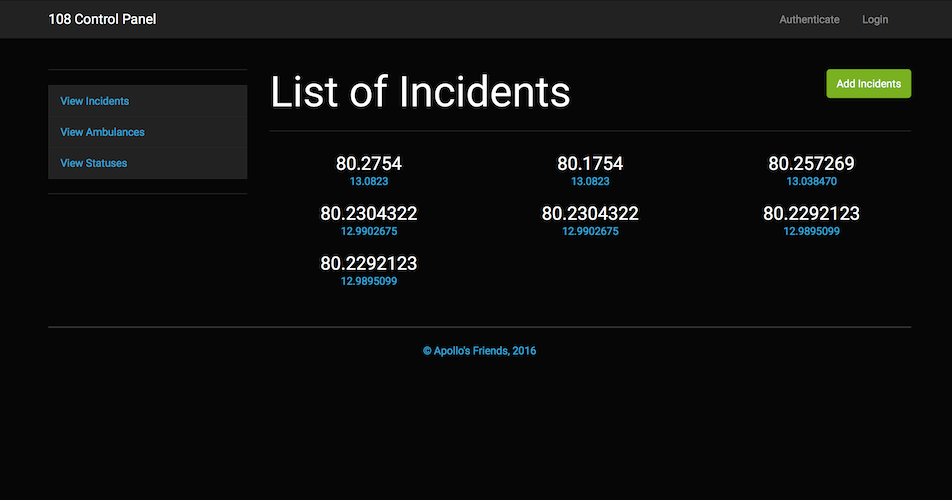 108 Control Panel
Authenticate
Login
View Incidents
View Ambulances
View Statuses
List of Incidents
Add Incidents
80.2754
13.0823
80.1754
13.0823
80.257269
13.038470
80.2304322
12.9902675
80.2304322
12.9902675
80.2292123
12.9895099
80.2292123
12.9895099
© Apollo's Friends, 2016